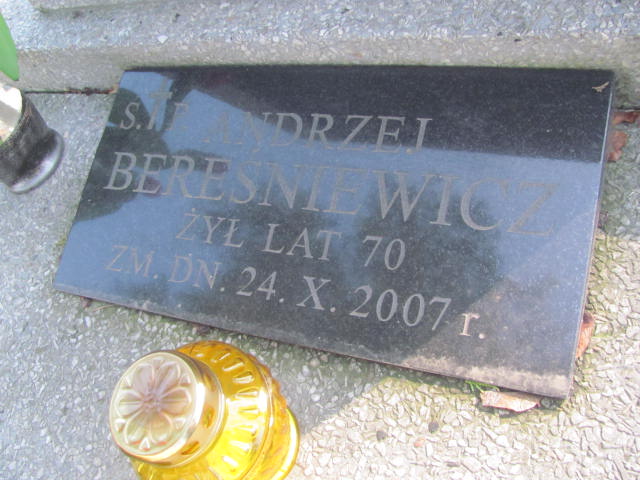 Ś.†P. ANDRZEJ
BEREŚNIEWICZ
ŻYŁ LAT 70
ZM. DN. 24. X. 2007 r.